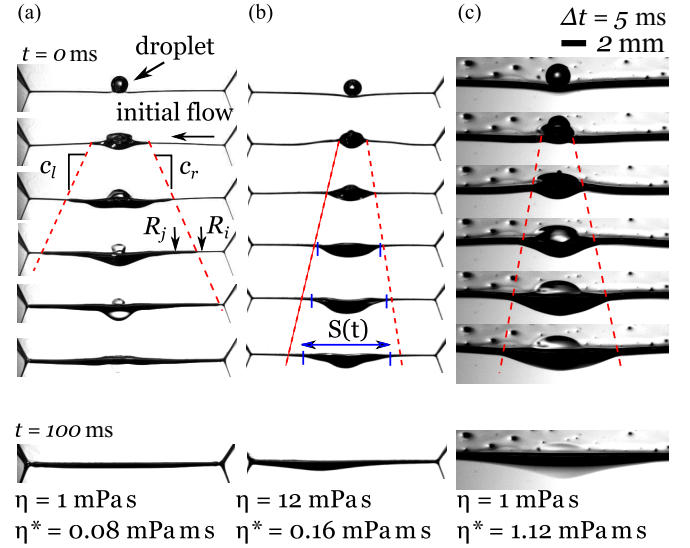 (a)
(b)
(c)
Δt = 5 ms
2 mm
t = 0 ms
droplet
initial flow
c_l
c_r
R_j
R_i
S(t)
t = 100 ms
η = 1 mPa s
η* = 0.08 mPa m s
η = 12 mPa s
η* = 0.16 mPa m s
η = 1 mPa s
η* = 1.12 mPa m s